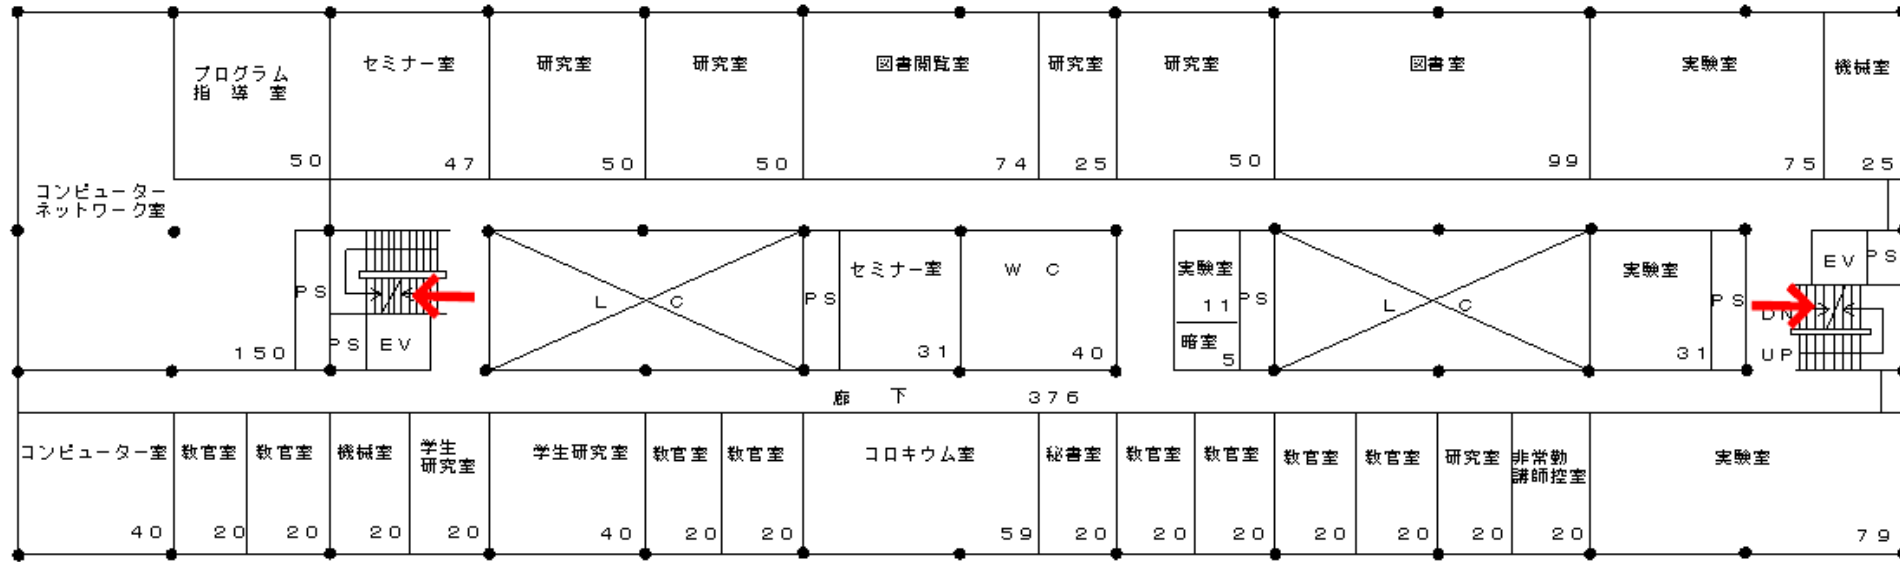 プログラム
指 導 室
50
セミナー室
47
研究室
50
研究室
50
図書閲覧室
74
研究室
25
研究室
50
図書室
99
実験室
75
機械室
25
コンピューター
ネットワーク室
150
PS
PS
EV
L C
PS
セミナー室
31
W C
40
実験室
11
暗室
5
PS
L C
実験室
31
PS
EV
PS
DN
UP
廊 下 376
コンピューター室
40
教官室
20
教官室
20
機械室
20
学生
研究室
20
学生研究室
40
教官室
20
教官室
20
コロキウム室
59
秘書室
20
教官室
20
教官室
20
教官室
20
教官室
20
研究室
20
非常勤
講師控室
20
実験室
79